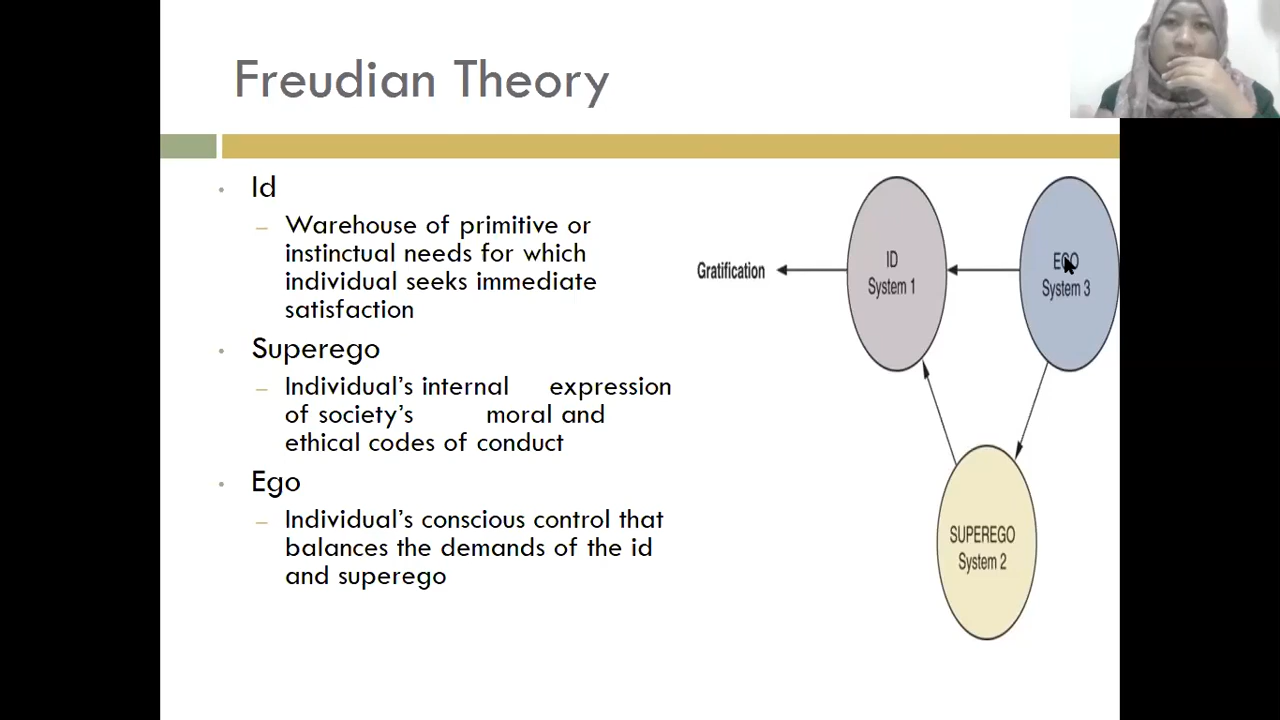 Freudian Theory
• Id
– Warehouse of primitive or
instinctual needs for which
individual seeks immediate
satisfaction
• Superego
– Individual's internal expression
of society's moral and
ethical codes of conduct
• Ego
– Individual's conscious control that
balances the demands of the id
and superego
Gratification
ID
System 1
EGO
System 3
SUPEREGO
System 2